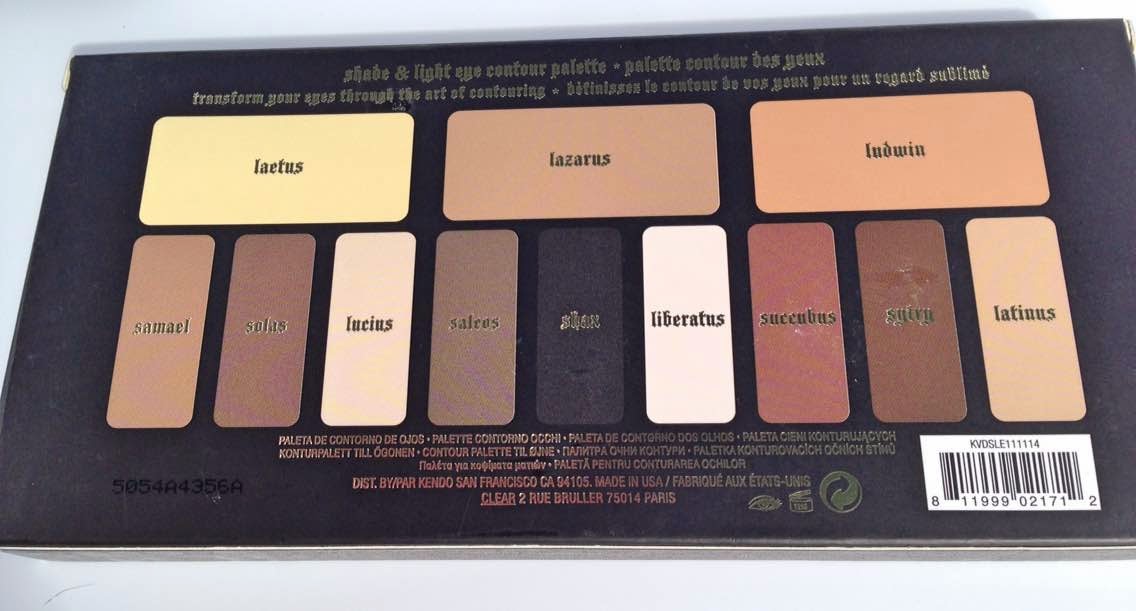 shade & light eye contour palette • palette contour des yeux
transform your eyes through the art of contouring • définissez le contour de vos yeux pour un regard sublimé
laetus lazarus ludwin
samael solas lucius saleos shax liberatus succubus sytry latinus
PALETA DE CONTORNO DE OJOS • PALETTE CONTORNO OCCHI • PALETA DE CONTORNO DOS OLHOS • PALETA CIENI KONTURUJĄCYCH
KONTURPALETT TILL ÖGONEN • CONTOUR PALETTE TIL ØJNE • ПАЛИТРА ОЧНИ КОНТУРИ • PALETKA KONTUROVACÍCH OČNÍCH STÍNŮ
Παλέτα για κοψίματα ματιών • PALETĂ PENTRU CONTURAREA OCHILOR
DIST. BY/PAR KENDO SAN FRANCISCO CA 94105. MADE IN USA / FABRIQUÉ AUX ÉTATS-UNIS
CLEAR 2 RUE BRULLER 75014 PARIS
5054A4356A
KVDSLE111114
8 11999 02171 2